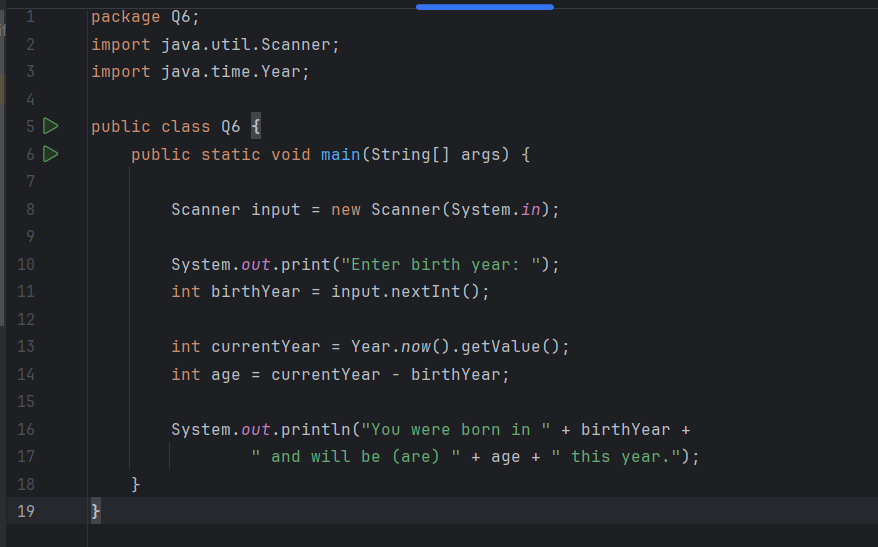 1 package Q6;
2 import java.util.Scanner;
3 import java.time.Year;
4
5 public class Q6 {
6     public static void main(String[] args) {
7
8         Scanner input = new Scanner(System.in);
9
10         System.out.print("Enter birth year: ");
11         int birthYear = input.nextInt();
12
13         int currentYear = Year.now().getValue();
14         int age = currentYear - birthYear;
15
16         System.out.println("You were born in " + birthYear +
17                 " and will be (are) " + age + " this year.");
18     }
19 }